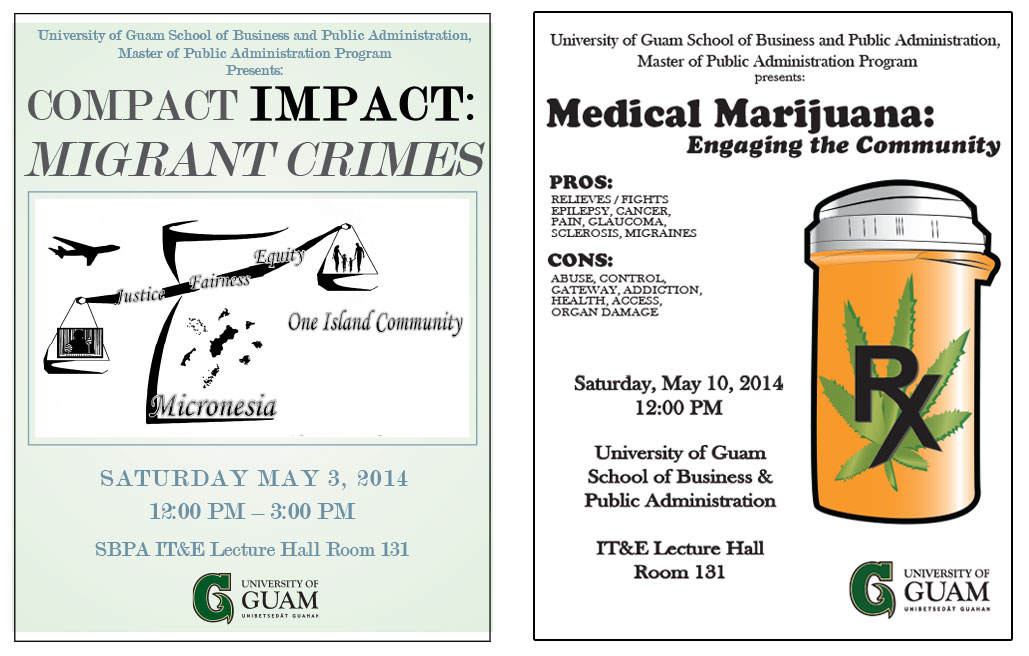 University of Guam School of Business and Public Administration,
Master of Public Administration Program
Presents:
COMPACT IMPACT:
MIGRANT CRIMES
Justice
Fairness
Equity
One Island Community
Micronesia
SATURDAY MAY 3, 2014
12:00 PM – 3:00 PM
SBPA IT&E Lecture Hall Room 131
G
UNIVERSITY OF
GUAM
UNIBETSEDÅT GUAHAN
University of Guam School of Business and Public Administration,
Master of Public Administration Program
presents:
Medical Marijuana:
Engaging the Community
PROS:
RELIEVES / FIGHTS
EPILEPSY, CANCER,
PAIN, GLAUCOMA,
SCLEROSIS, MIGRAINES
CONS:
ABUSE, CONTROL,
GATEWAY, ADDICTION,
HEALTH, ACCESS,
ORGAN DAMAGE
Rx
Saturday, May 10, 2014
12:00 PM
University of Guam
School of Business &
Public Administration
IT&E Lecture Hall
Room 131
G
UNIVERSITY OF
GUAM
UNIBETSEDÅT GUAHAN